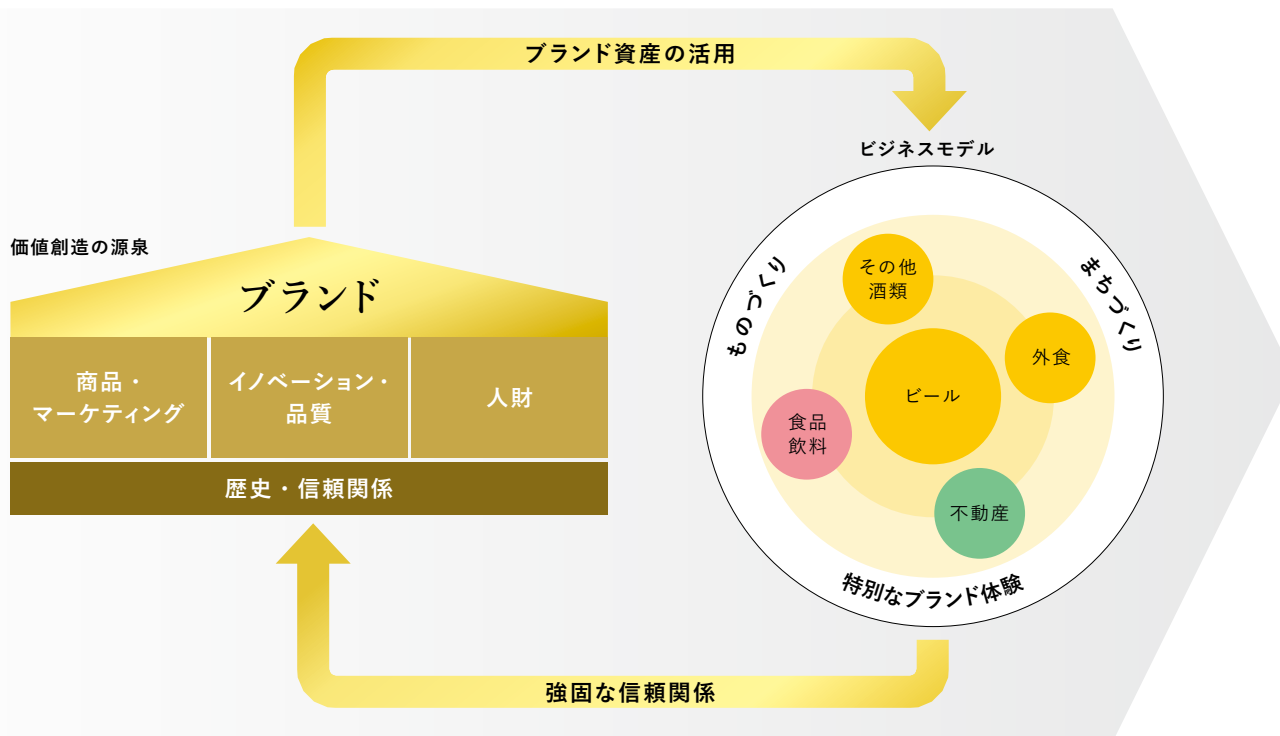 ブランド資産の活用
ビジネスモデル
価値創造の源泉
ブランド
商品・
マーケティング
イノベーション・
品質
人財
歴史・信頼関係
ものづくり
まちづくり
その他
酒類
外食
ビール
食品
飲料
不動産
特別なブランド体験
強固な信頼関係